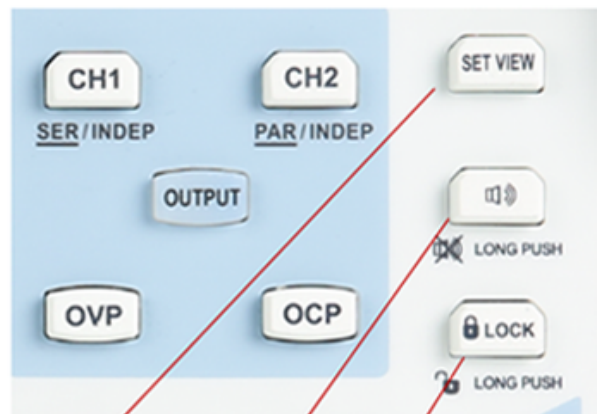 CH1
CH2
SET VIEW
SER/INDEP
PAR/INDEP
OUTPUT
LONG PUSH
OVP
OCP
LOCK
LONG PUSH